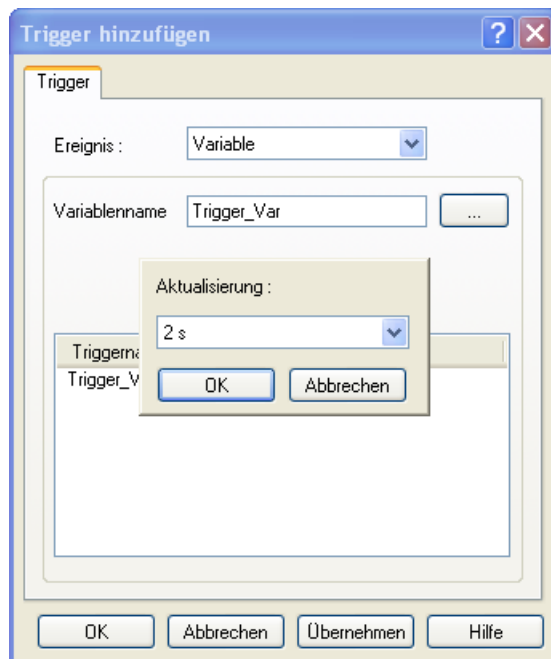 Trigger hinzufügen
Trigger
Ereignis :
Variable
Variablenname
Trigger_Var
...
Aktualisierung :
2 s
OK
Abbrechen
Triggerna
Trigger_V
OK
Abbrechen
Übernehmen
Hilfe